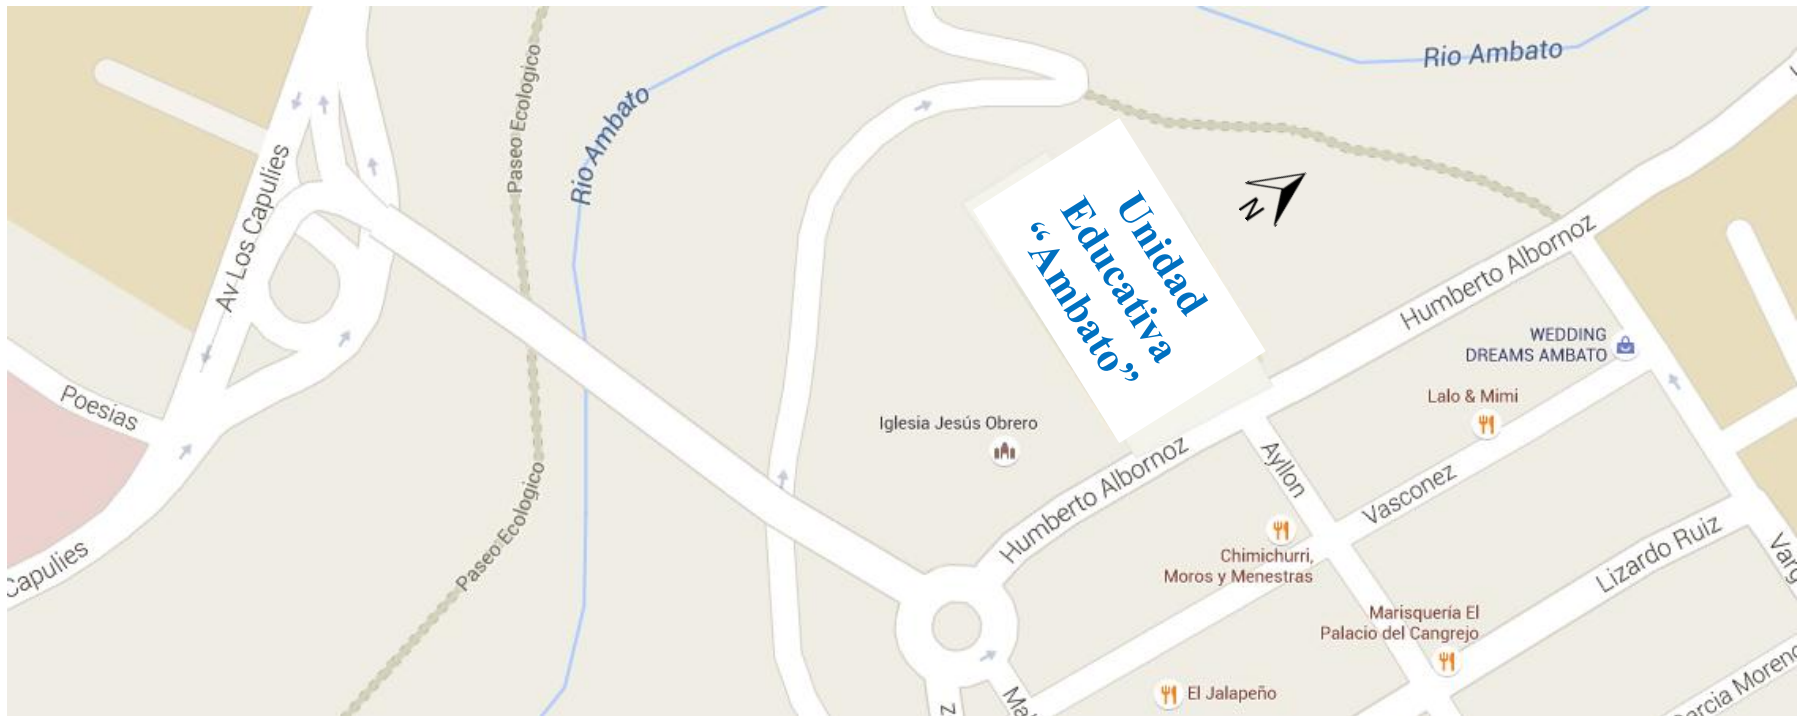 Rio Ambato
Paseo Ecologico
Rio Ambato
Av Los Capulies
Unidad
Educativa
“Ambato”
N
Humberto Albornoz
WEDDING
DREAMS AMBATO
Lalo & Mimi
Poesias
Iglesia Jesús Obrero
Humberto Albornoz
Ayllon
Vasconez
Paseo Ecologico
Chimichurri,
Moros y Menestras
Lizardo Ruiz
Capulies
Marisquería El
Palacio del Cangrejo
El Jalapeño